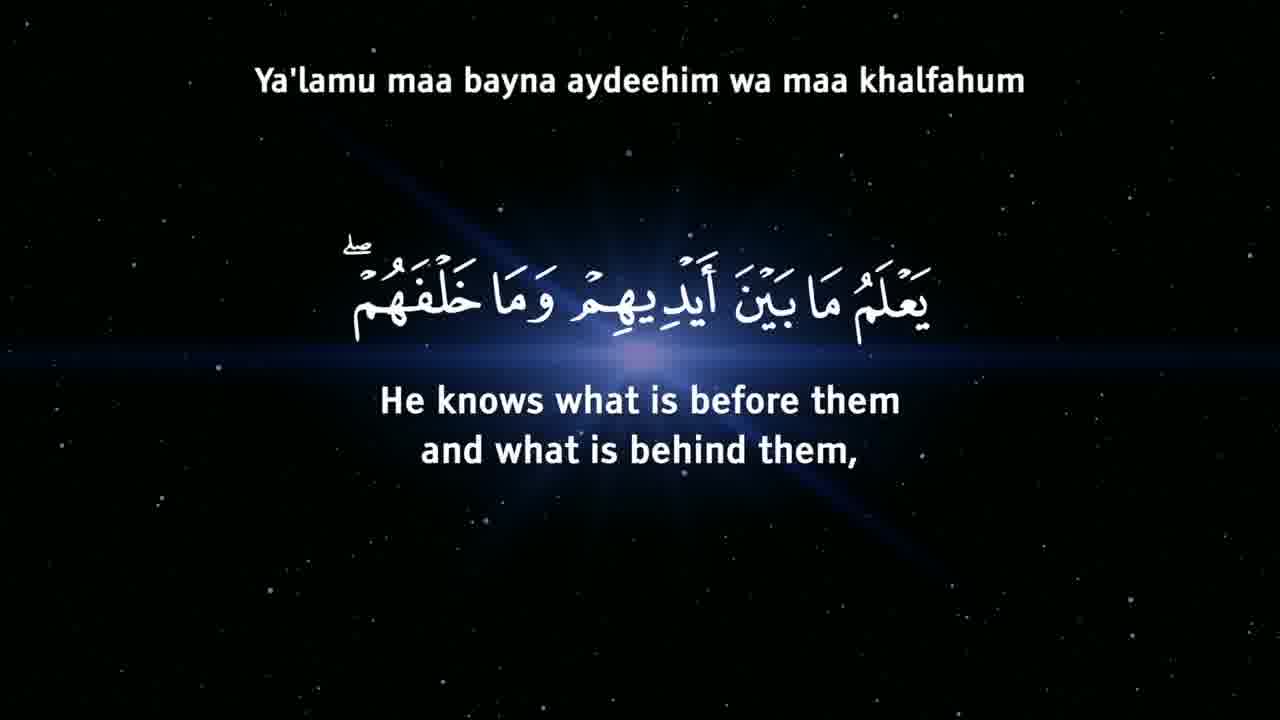 Ya'lamu maa bayna aydeehim wa maa khalfahum
يَعۡلَمُ مَا بَيۡنَ أَيۡدِيهِمۡ وَمَا خَلۡفَهُمۡۖ
He knows what is before them
and what is behind them,